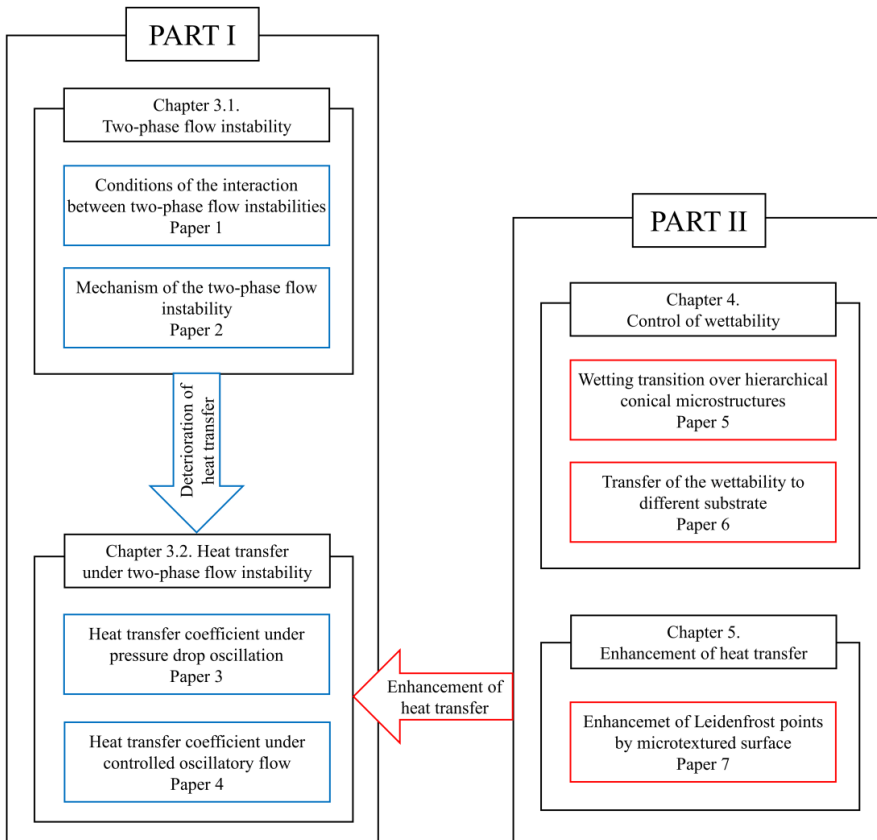 PART I
Chapter 3.1.
Two-phase flow instability
Conditions of the interaction
between two-phase flow instabilities
Paper 1
Mechanism of the two-phase flow
instability
Paper 2
Deterioration of
heat transfer
Chapter 3.2. Heat transfer
under two-phase flow instability
Heat transfer coefficient under
pressure drop oscillation
Paper 3
Heat transfer coefficient under
controlled oscillatory flow
Paper 4
Enhancement of
heat transfer
PART II
Chapter 4.
Control of wettability
Wetting transition over hierarchical
conical microstructures
Paper 5
Transfer of the wettability to
different substrate
Paper 6
Chapter 5.
Enhancement of heat transfer
Enhancemet of Leidenfrost points
by microtextured surface
Paper 7